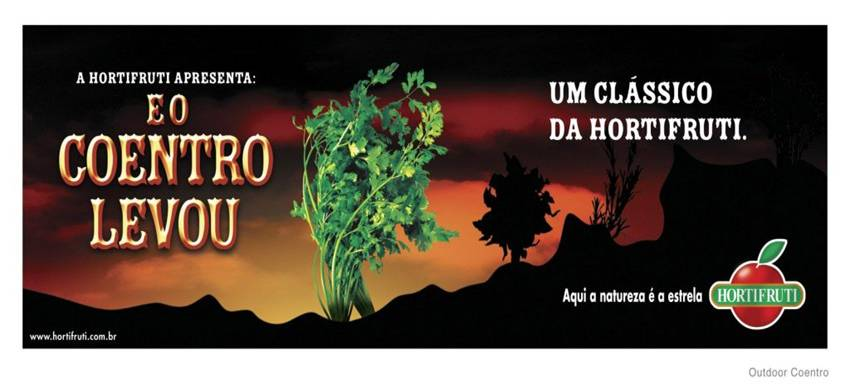 A HORTIFRUTI APRESENTA:
E O
COENTRO
LEVOU
UM CLÁSSICO
DA HORTIFRUTI.
Aqui a natureza é a estrela
HORTIFRUTI
www.hortifruti.com.br
Outdoor Coentro